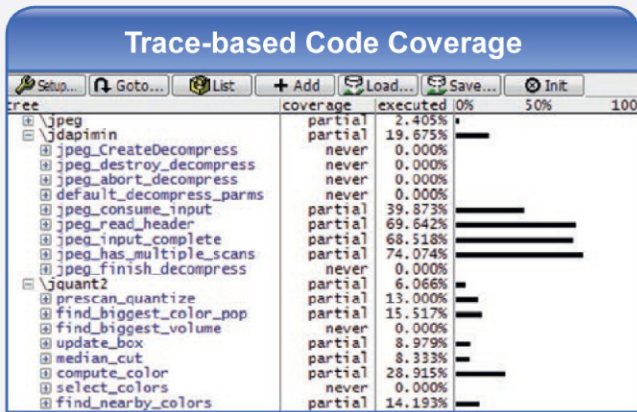 Trace-based Code Coverage
Setup... Goto... List + Add Load... Save... Init
tree coverage executed 0% 50% 100
\jpeg partial 2.405%
\jdapimin partial 19.675%
jpeg_CreateDecompress never 0.000%
jpeg_destroy_decompress never 0.000%
jpeg_abort_decompress never 0.000%
default_decompress_parms never 0.000%
jpeg_consume_input partial 39.873%
jpeg_read_header partial 69.642%
jpeg_input_complete partial 68.518%
jpeg_has_multiple_scans partial 74.074%
jpeg_finish_decompress never 0.000%
\jquant2 partial 6.066%
prescan_quantize partial 13.000%
find_biggest_color_pop partial 15.517%
find_biggest_volume never 0.000%
update_box partial 8.979%
median_cut partial 8.333%
compute_color partial 28.915%
select_colors never 0.000%
find_nearby_colors partial 14.193%